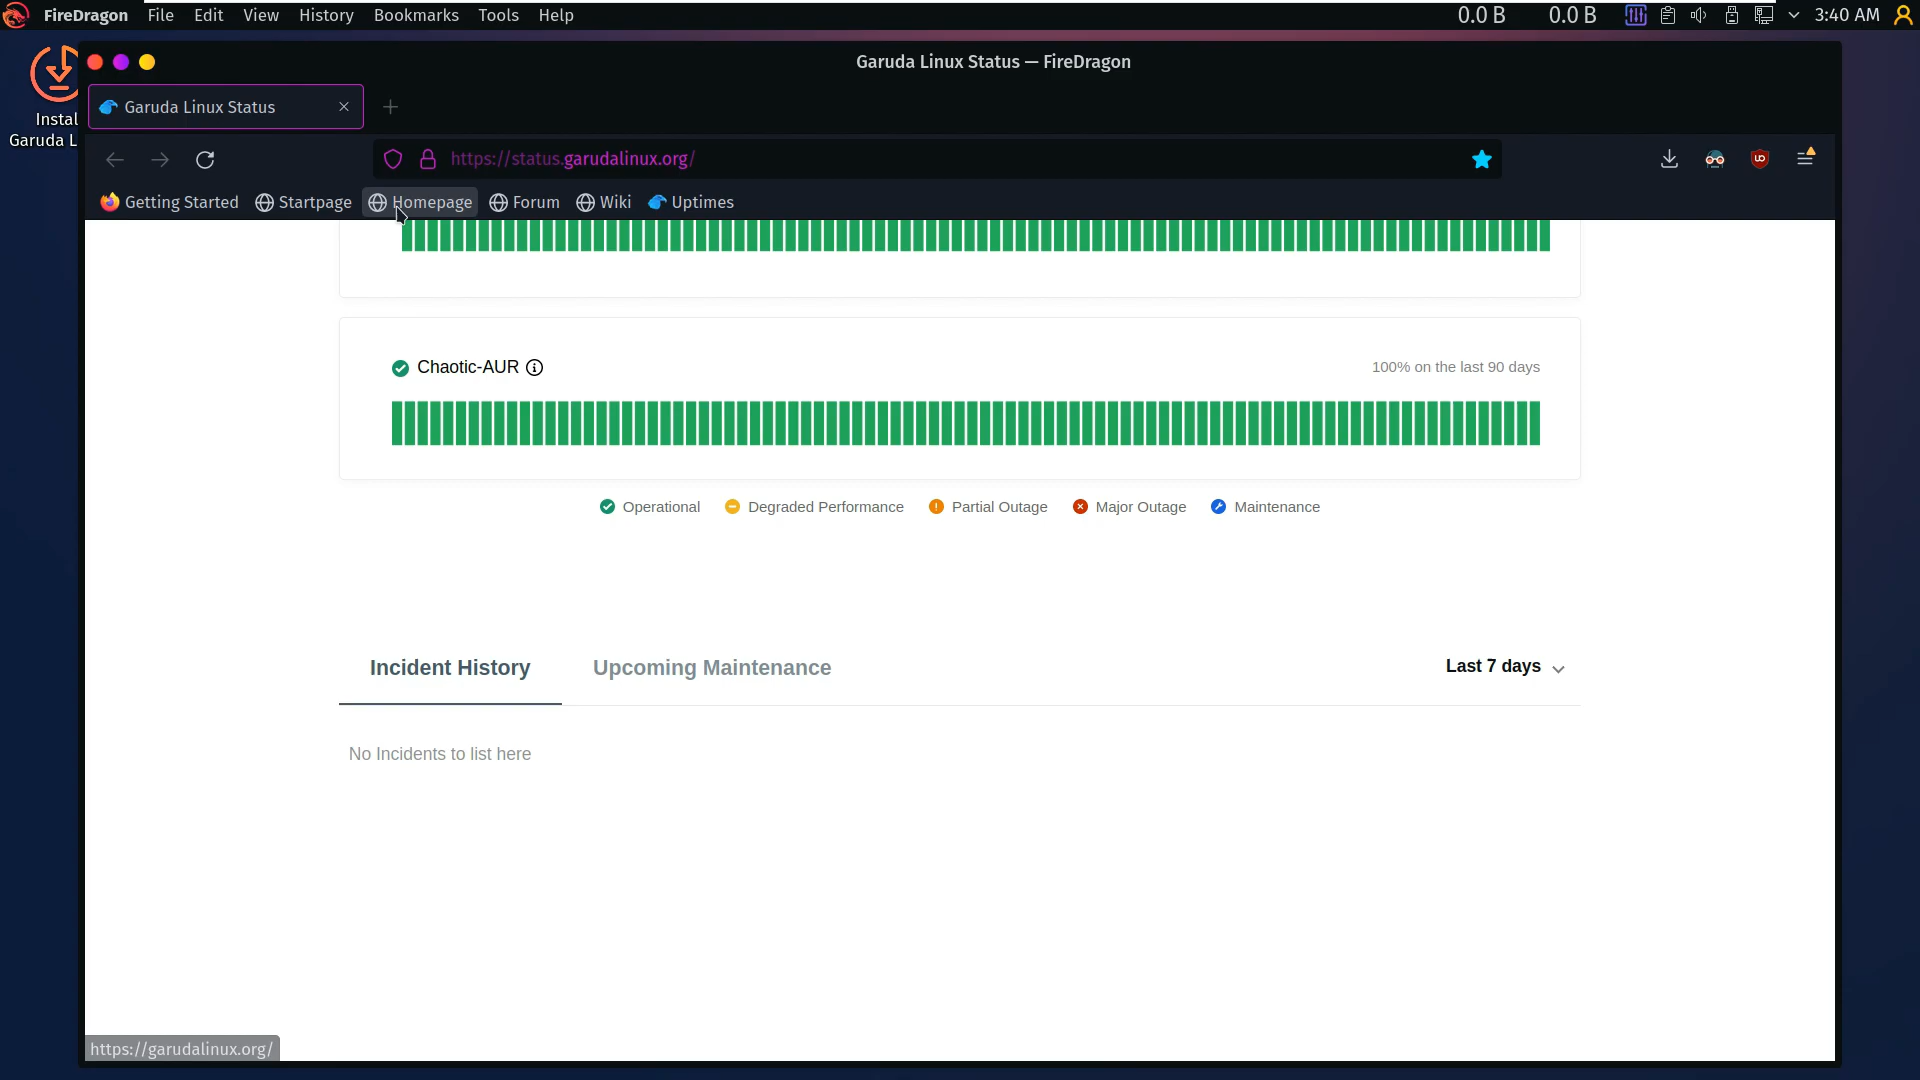 FireDragon File Edit View History Bookmarks Tools Help 0.0 B 0.0 B 3:40 AM
Instal
Garuda L
Garuda Linux Status — FireDragon
Garuda Linux Status
https://status.garudalinux.org/
Getting Started Startpage Homepage Forum Wiki Uptimes
Chaotic-AUR 100% on the last 90 days
Operational Degraded Performance Partial Outage Major Outage Maintenance
Incident History Upcoming Maintenance Last 7 days
No Incidents to list here
https://garudalinux.org/